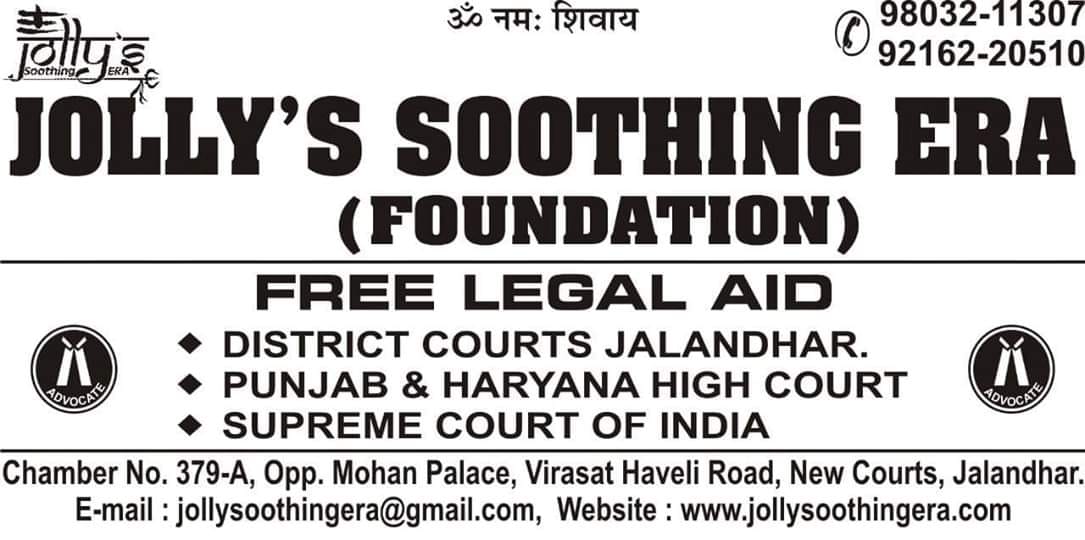 jolly's
Soothing ERA
ॐ नमः शिवाय
98032-11307
92162-20510
JOLLY'S SOOTHING ERA
(FOUNDATION)
FREE LEGAL AID
DISTRICT COURTS JALANDHAR.
PUNJAB & HARYANA HIGH COURT
SUPREME COURT OF INDIA
ADVOCATE
ADVOCATE
Chamber No. 379-A, Opp. Mohan Palace, Virasat Haveli Road, New Courts, Jalandhar.
E-mail : jollysoothingera@gmail.com, Website : www.jollysoothingera.com